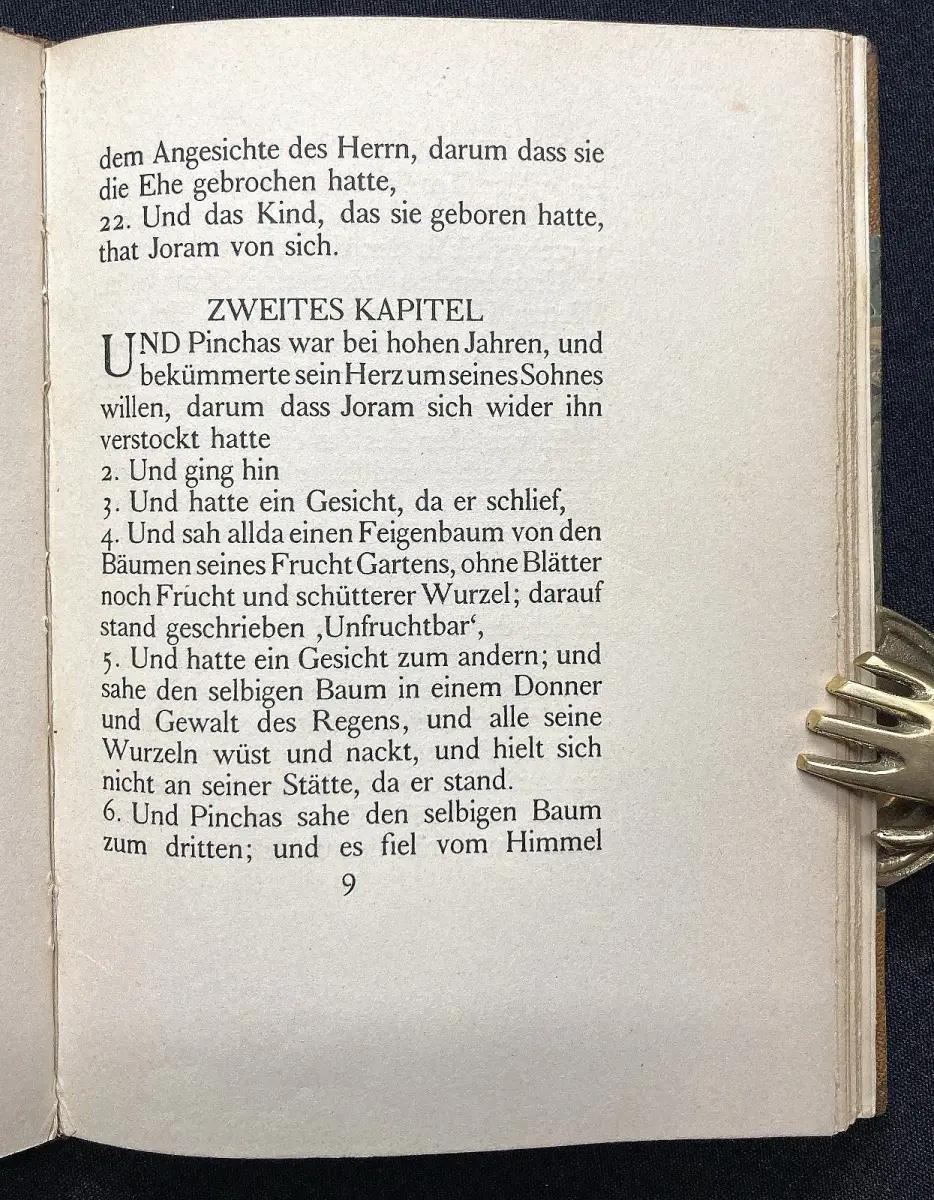 dem Angesichte des Herrn, darum dass sie
die Ehe gebrochen hatte,
22. Und das Kind, das sie geboren hatte,
that Joram von sich.
ZWEITES KAPITEL
UND Pinchas war bei hohen Jahren, und
bekümmerte sein Herz um seines Sohnes
willen, darum dass Joram sich wider ihn
verstockt hatte
2. Und ging hin
3. Und hatte ein Gesicht, da er schlief,
4. Und sah allda einen Feigenbaum von den
Bäumen seines Frucht Gartens, ohne Blätter
noch Frucht und schütterer Wurzel; darauf
stand geschrieben ‚Unfruchtbar‘,
5. Und hatte ein Gesicht zum andern; und
sahe den selbigen Baum in einem Donner
und Gewalt des Regens, und alle seine
Wurzeln wüst und nackt, und hielt sich
nicht an seiner Stätte, da er stand.
6. Und Pinchas sahe den selbigen Baum
zum dritten; und es fiel vom Himmel
9